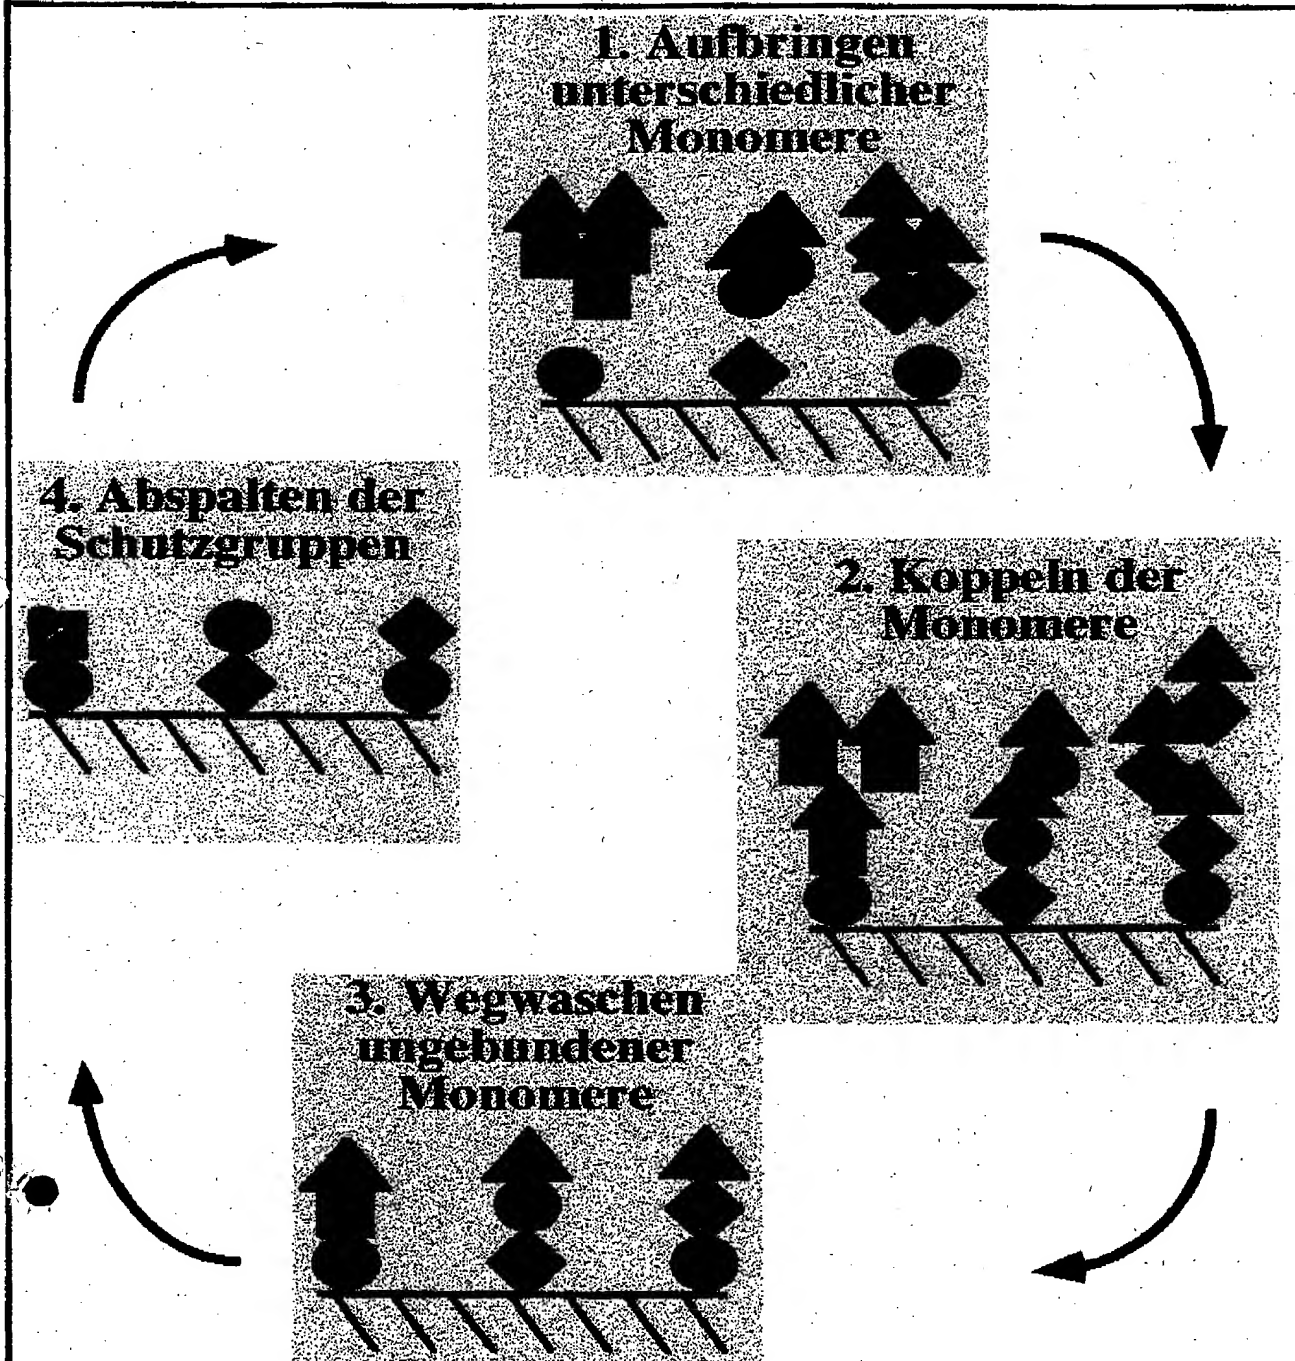 1. Aufbringen
unterschiedlicher
Monomere
2. Koppeln der
Monomere
3. Wegwaschen
ungebundener
Monomere
4. Abspalten der
Schutzgruppen